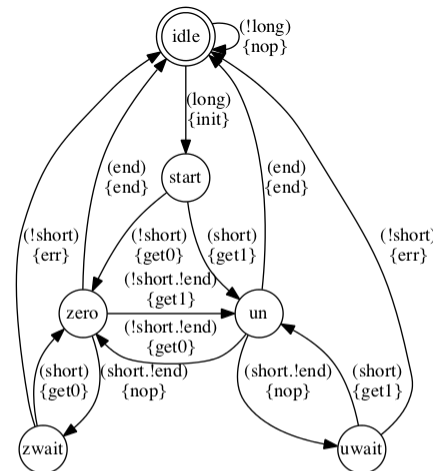 idle
(!long)
{nop}
(long)
{init}
start
(end)
{end}
(end)
{end}
(!short)
{err}
(!short)
{get0}
(short)
{get1}
(!short)
{err}
(!short.!end)
{get1}
zero
un
(!short.!end)
{get0}
(short)
{get0}
(short.!end)
{nop}
(short.!end)
{nop}
(short)
{get1}
zwait
uwait